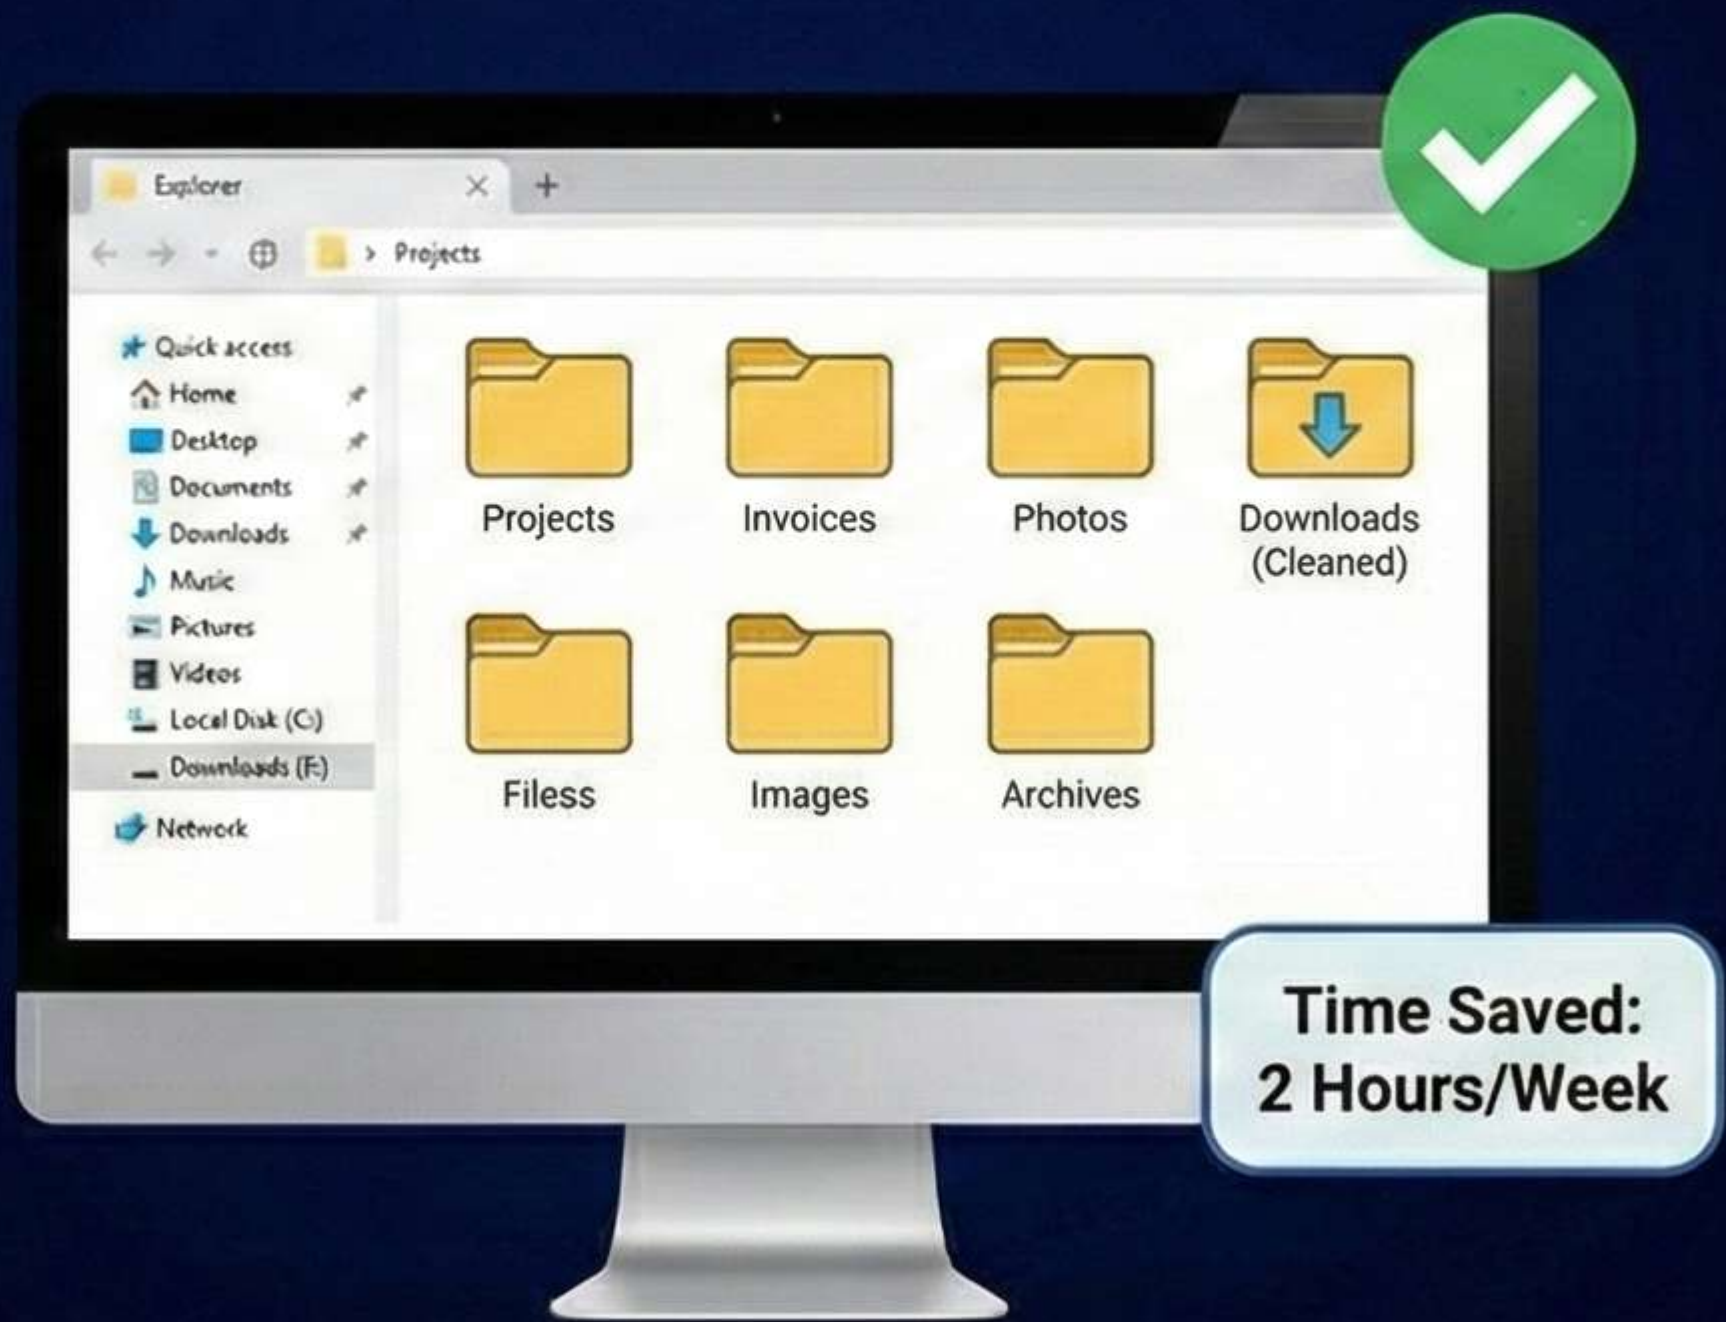 Explorer
Projects
Quick access
Home
Desktop
Documents
Downloads
Music
Pictures
Videos
Local Disk (C:)
Downloads (F:)
Network
Projects
Invoices
Photos
Downloads
(Cleaned)
Filess
Images
Archives
Time Saved:
2 Hours/Week